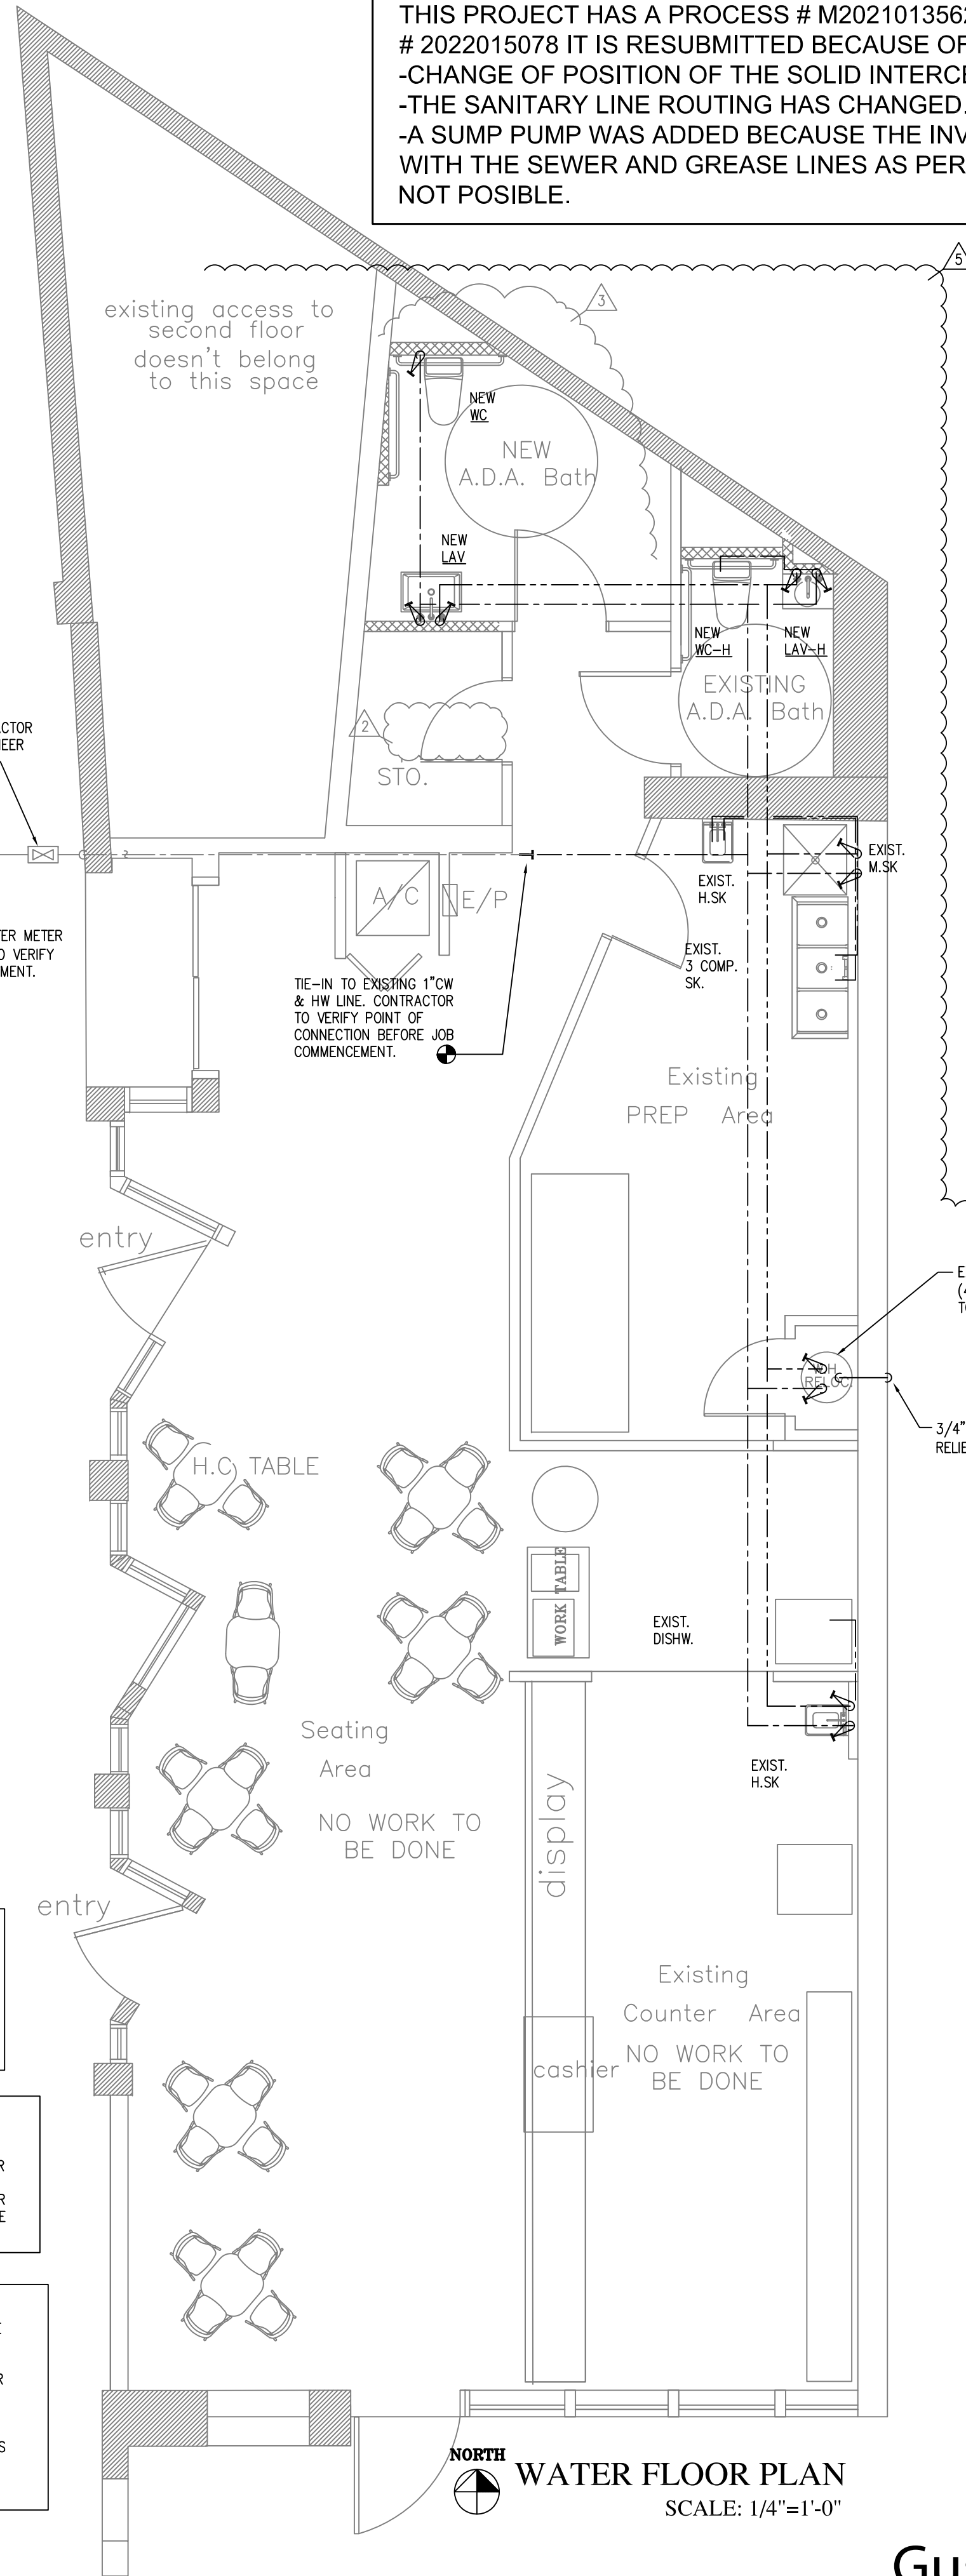 THIS PROJECT HAS A PROCESS # M202101356
# 2022015078 IT IS RESUBMITTED BECAUSE OF
-CHANGE OF POSITION OF THE SOLID INTERCE
-THE SANITARY LINE ROUTING HAS CHANGED.
-A SUMP PUMP WAS ADDED BECAUSE THE INV
WITH THE SEWER AND GREASE LINES AS PER
NOT POSIBLE.
5
3
existing access to
second floor
doesn't belong
to this space
NEW
WC
NEW
A.D.A. Bath
NEW
LAV
NEW
WC-H
NEW
LAV-H
EXISTING
A.D.A. Bath
2
STO.
CTOR
EER
A/C
E/P
EXIST.
H.SK
EXIST.
M.SK
TER METER
O VERIFY
MENT.
EXIST.
3 COMP.
SK.
TIE-IN TO EXISTING 1"CW
& HW LINE. CONTRACTOR
TO VERIFY POINT OF
CONNECTION BEFORE JOB
COMMENCEMENT.
Existing
PREP Area
entry
E
(4
TO
W.H.
RELOC.
3/4"
RELIE
H.C TABLE
WORK TABLE
EXIST.
DISHW.
Seating
Area
NO WORK TO
BE DONE
EXIST.
H.SK
display
entry
Existing
Counter Area
NO WORK TO
BE DONE
cashier
R
R
E
E
R
S
NORTH
WATER FLOOR PLAN
SCALE: 1/4"=1'-0"
Gu